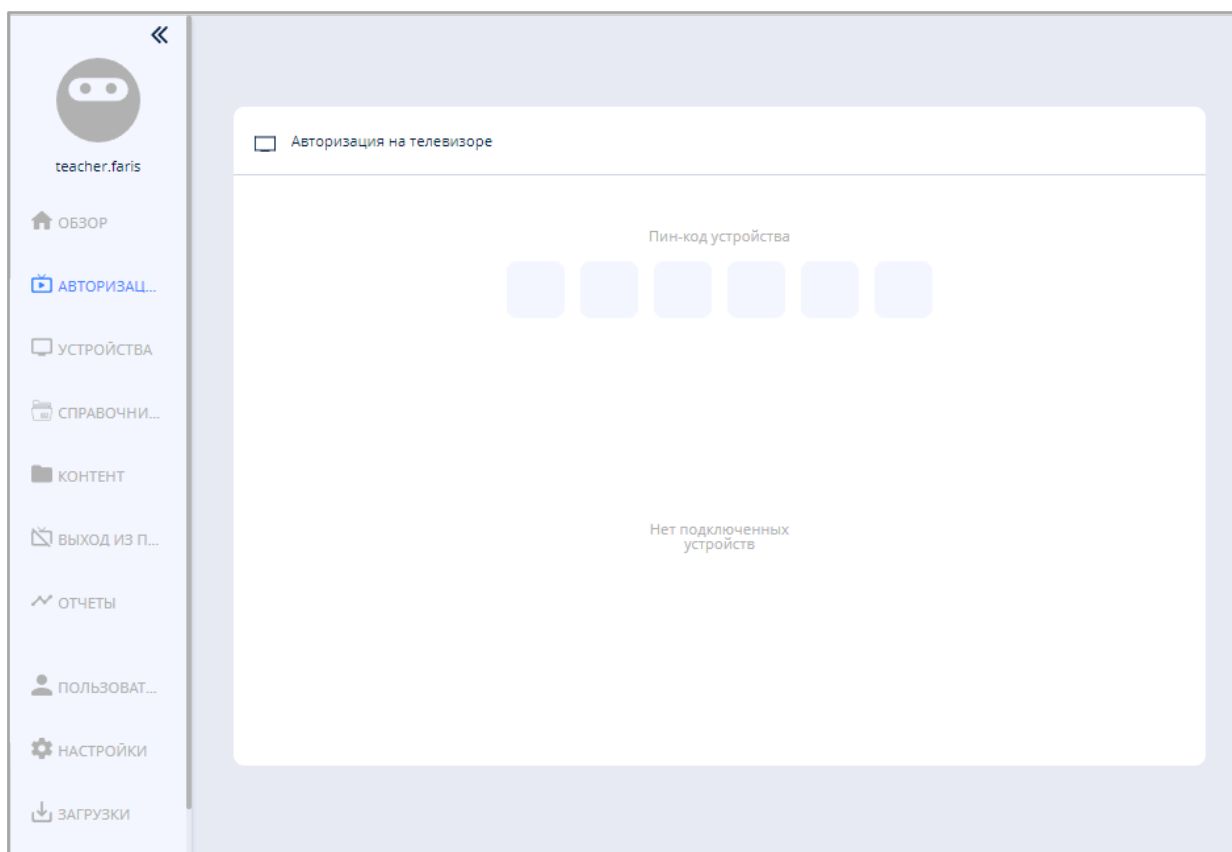 teacher.faris
ОБЗОР
АВТОРИЗАЦ...
УСТРОЙСТВА
СПРАВОЧНИ...
КОНТЕНТ
ВЫХОД ИЗ П...
ОТЧЕТЫ
ПОЛЬЗОВАТ...
НАСТРОЙКИ
ЗАГРУЗКИ
Авторизация на телевизоре
Пин-код устройства
Нет подключенных
устройств